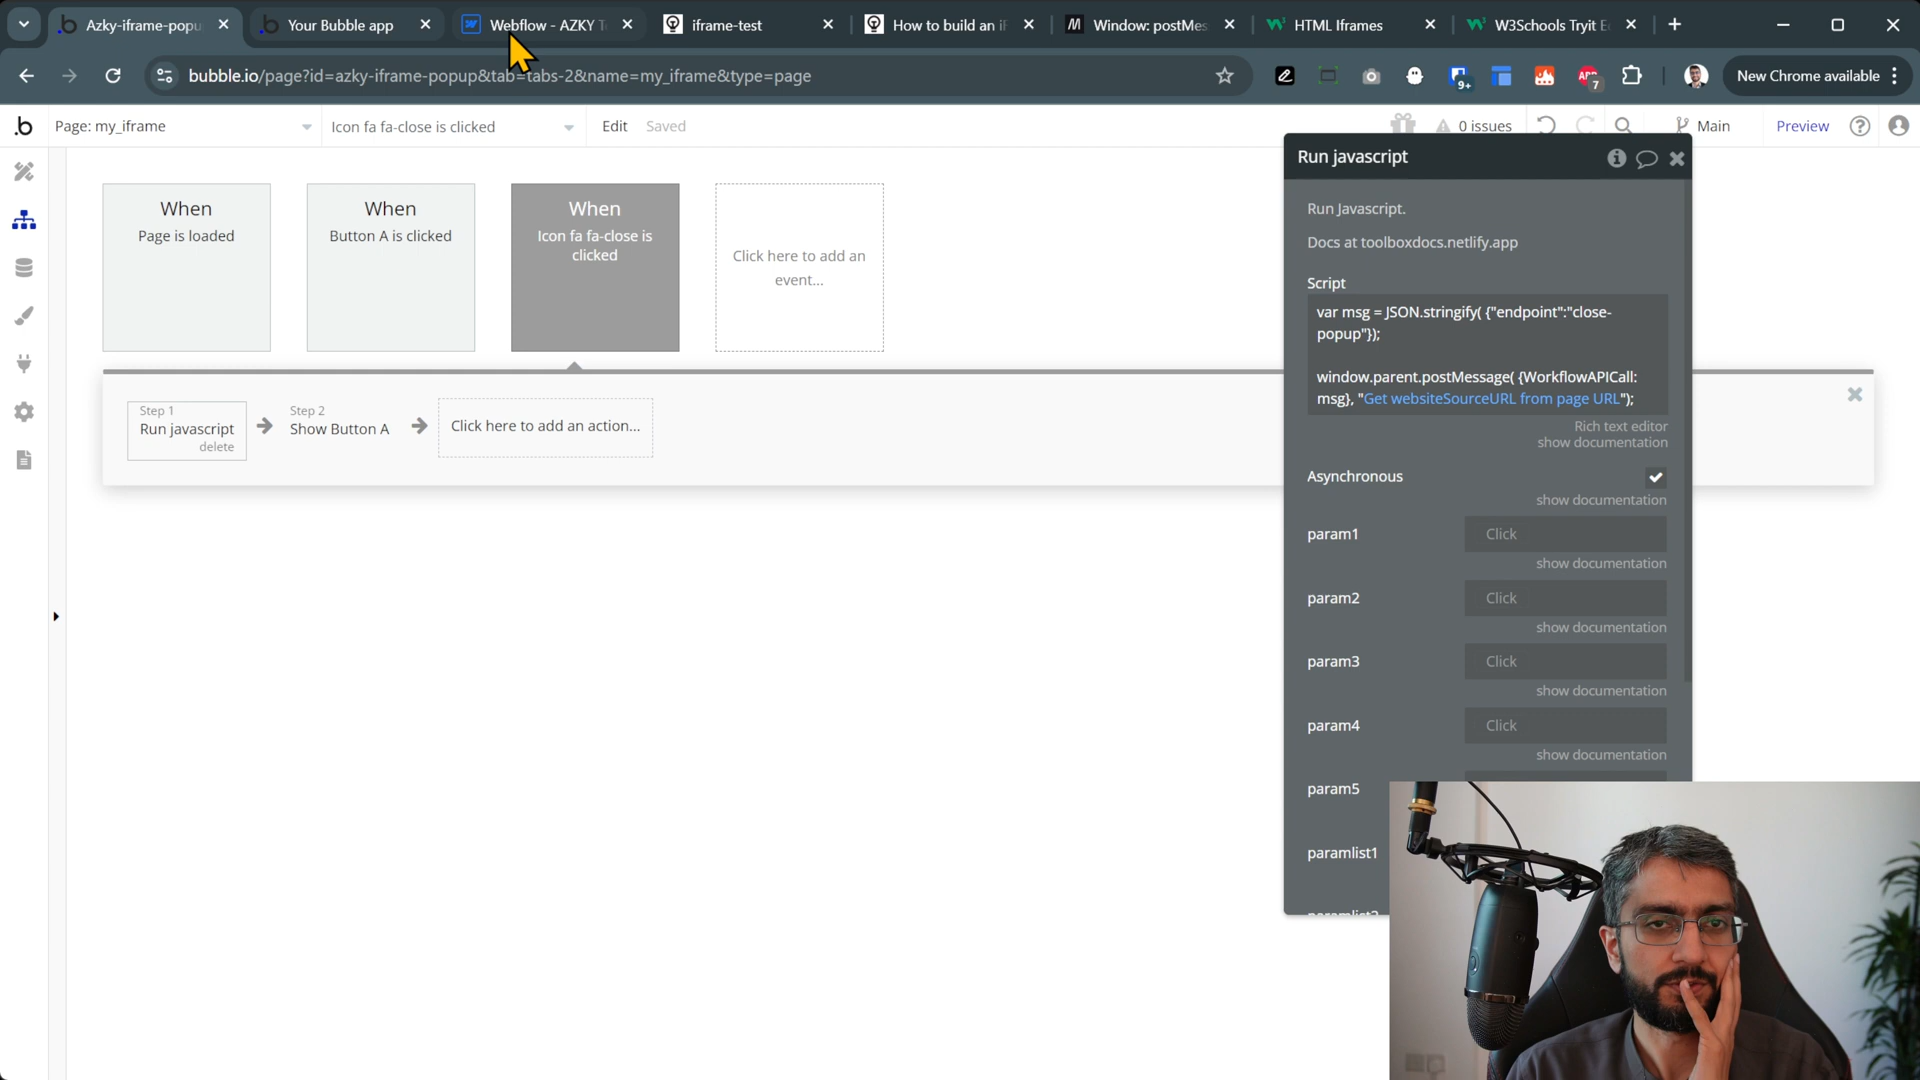 Azky-iframe-popu
Your Bubble app
Webflow - AZKY T
iframe-test
How to build an if
Window: postMes
HTML Iframes
W3Schools Tryit E
bubble.io/page?id=azky-iframe-popup&tab=tabs-2&name=my_iframe&type=page
9+
ABP
7
New Chrome available
b
Page: my_iframe
Icon fa fa-close is clicked
Edit
Saved
0 issues
Main
Preview
When
Page is loaded
When
Button A is clicked
When
Icon fa fa-close is
clicked
Click here to add an
event...
Step 1
Run javascript
delete
Step 2
Show Button A
Click here to add an action...
Run javascript
Run Javascript.
Docs at toolboxdocs.netlify.app
Script
var msg = JSON.stringify( {"endpoint":"close-
popup"});
window.parent.postMessage( {WorkflowAPICall:
msg}, "Get websiteSourceURL from page URL");
Rich text editor
show documentation
Asynchronous
show documentation
param1
Click
show documentation
param2
Click
show documentation
param3
Click
show documentation
param4
Click
show documentation
param5
paramlist1